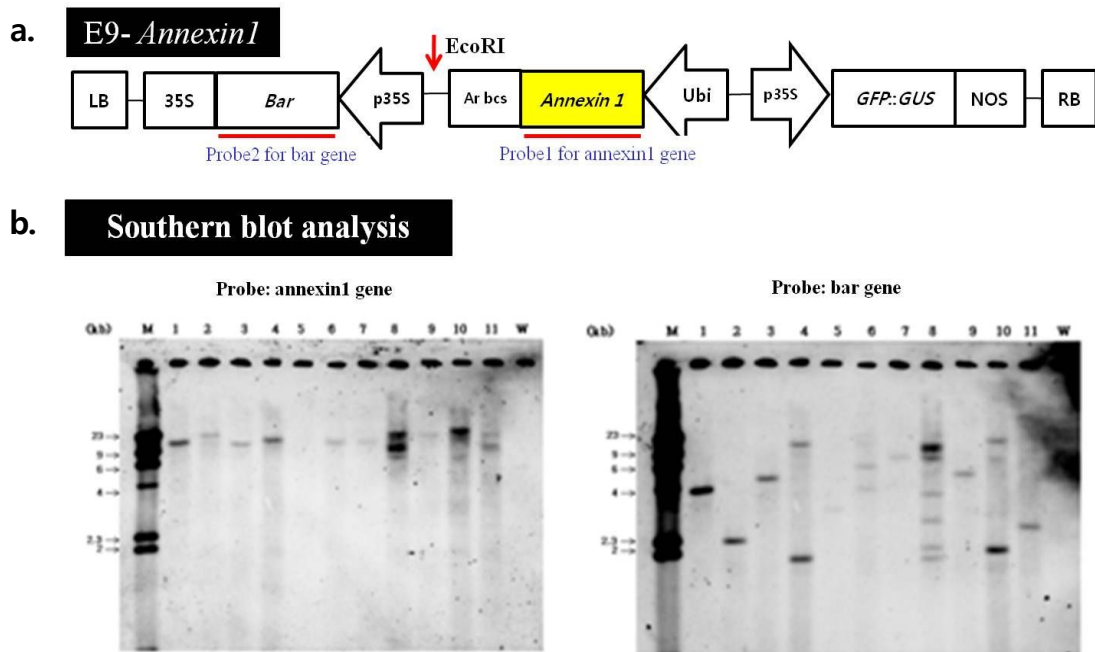 a.
E9- Annexin1
EcoRI
LB
35S
Bar
p35S
Ar bcs
Annexin 1
Ubi
p35S
GFP::GUS
NOS
RB
Probe2 for bar gene
Probe1 for annexin1 gene
b.
Southern blot analysis
Probe: annexin1 gene
Probe: bar gene
(kb) M 1 2 3 4 5 6 7 8 9 10 11 W
23
9
6
4
2.3
2
(kb) M 1 2 3 4 5 6 7 8 9 10 11 W
23
9
6
4
2.3
2